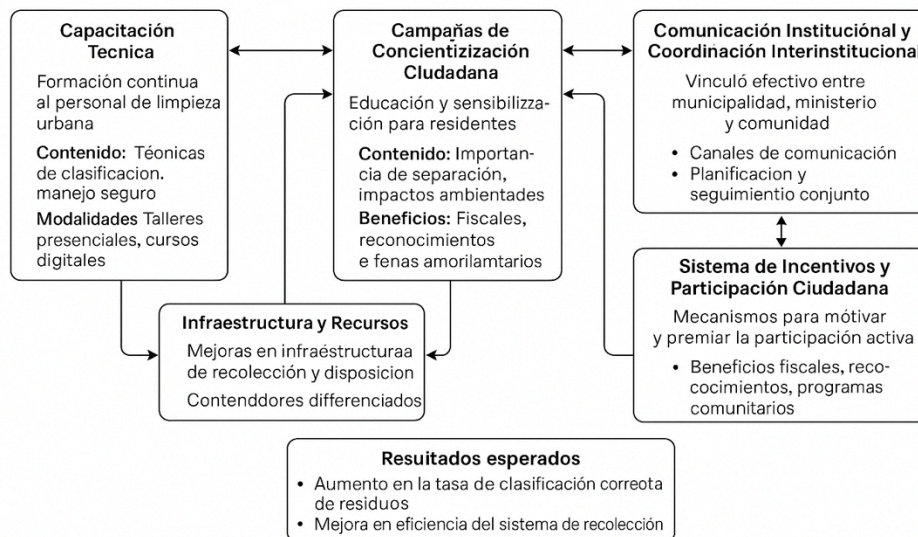 Capacitación
Tecnica
Formación continua
al personal de limpieza
urbana
Contenido: Téonicas
de clasificacion.
manejo seguro
Modalidades Talleres
presenciales, cursos
digitales
Campañas de
Concientizización
Ciudadana
Educación y sensibilizza-
ción para residentes
Contenido: Importan-
cia de separación,
impactos ambientades
Beneficios: Fiscales,
reconocimientos
e fenas amorilamtarios
Comunicación Instituciónal y
Coordinación Interinstitucional
Vinculó efectivo entre
municipalidad, ministerio
y comunidad
• Canales de comunicación
• Planificacion y
seguimientio conjunto
Infraestructura y Recursos
Mejoras en infraéstructuraa
de recolección y disposicion
Contenddores differenciados
Sistema de Incentivos y
Participación Ciudadana
Mecanismos para mótivar
y premiar la participación activa
• Beneficios fiscales, reco-
cocimientos, programas
comunitarios
Resuitados esperados
• Aumento en la tasa de clasificación correota
de residuos
• Mejora en eficiencia del sistema de recolección